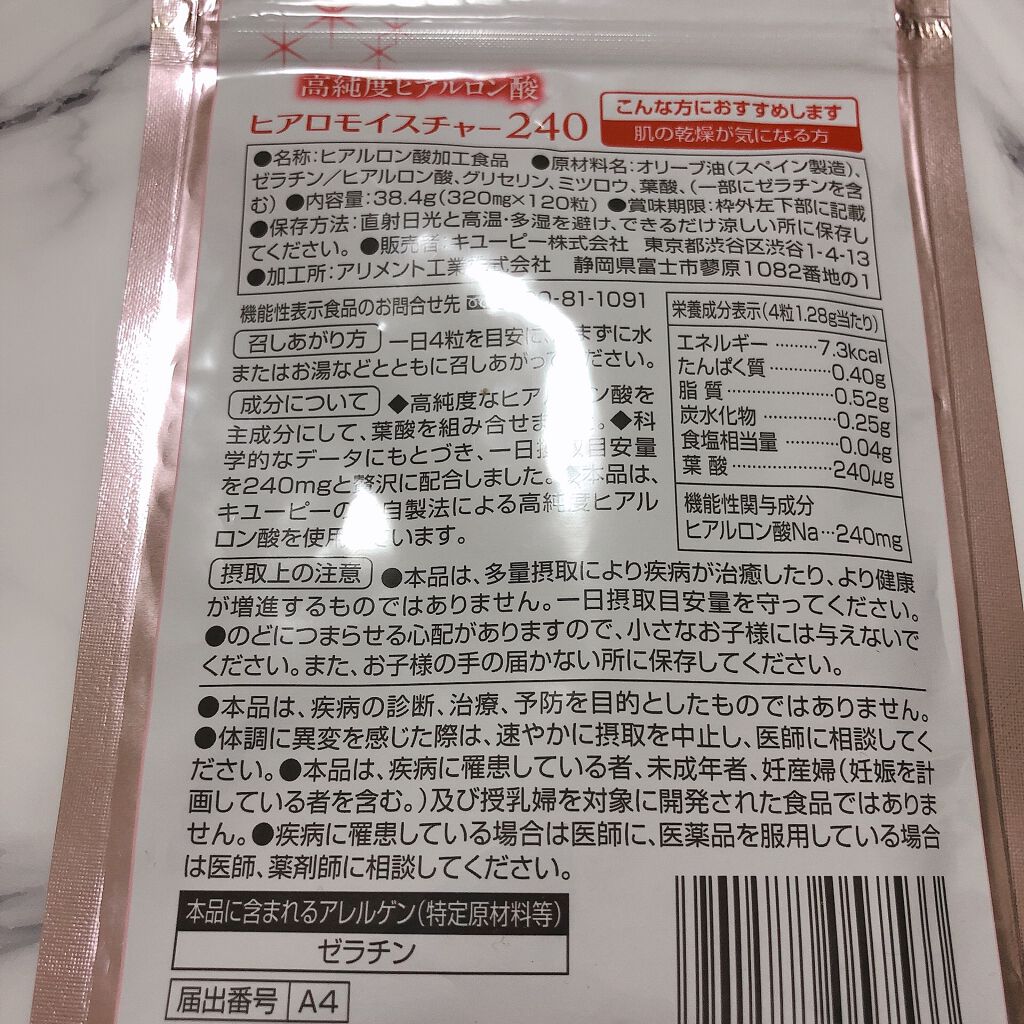 高純度ヒアルロン酸
ヒアロモイスチャー240
こんな方におすすめします
肌の乾燥が気になる方
●名称:ヒアルロン酸加工食品 ●原材料名:オリーブ油(スペイン製造)、
ゼラチン/ヒアルロン酸、グリセリン、ミツロウ、葉酸、(一部にゼラチンを含
む) ●内容量:38.4g(320mg×120粒) ●賞味期限:枠外左下部に記載
●保存方法:直射日光と高温・多湿を避け、できるだけ涼しい所に保存し
てください。 ●販売者:キユーピー株式会社 東京都渋谷区渋谷1-4-13
●加工所:アリメント工業 式会社 静岡県富士市蓼原1082番地の1
機能性表示食品のお問合せ先 0-81-1091
召しあがり方 一日4粒を目安に、 まずに水
またはお湯などとともに召しあがっ ださい。
成分について ◆高純度なヒア ン酸を
主成分にして、葉酸を組み合せま 。◆科
学的なデータにもとづき、一日摂取目安量
を240mgと贅沢に配合しました。◆本品は、
キユーピーの 自製法による高純度ヒアル
ロン酸を使用 います。
栄養成分表示(4粒1.28g当たり)
エネルギー ………7.3kcal
たんぱく質 …………0.40g
脂質 …………………0.52g
炭水化物 ……………0.25g
食塩相当量 …………0.04g
葉酸 …………………240μg
機能性関与成分
ヒアルロン酸Na…240mg
摂取上の注意 ●本品は、多量摂取により疾病が治癒したり、より健康
が増進するものではありません。一日摂取目安量を守ってください。
●のどにつまらせる心配がありますので、小さなお子様には与えないで
ください。また、お子様の手の届かない所に保存してください。
●本品は、疾病の診断、治療、予防を目的としたものではありません。
●体調に異変を感じた際は、速やかに摂取を中止し、医師に相談してく
ださい。●本品は、疾病に罹患している者、未成年者、妊産婦(妊娠を計
画している者を含む。)及び授乳婦を対象に開発された食品ではありま
せん。●疾病に罹患している場合は医師に、医薬品を服用している場合
は医師、薬剤師に相談してください。
本品に含まれるアレルゲン(特定原材料等)
ゼラチン
届出番号 A4